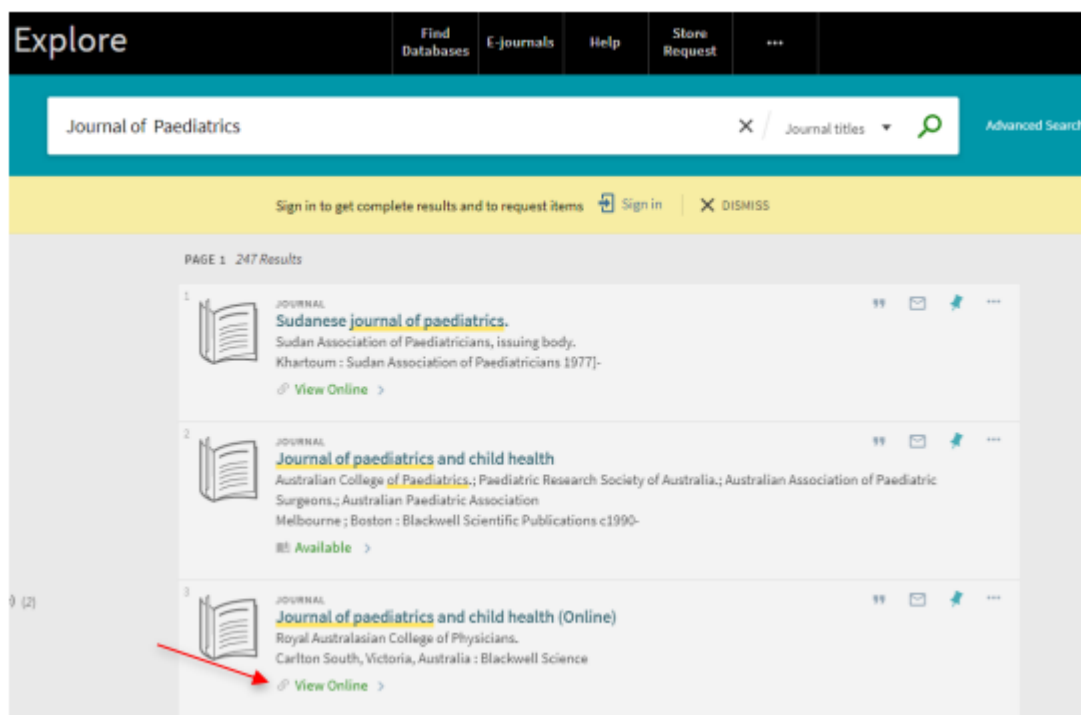 Explore
Find Databases
E-journals
Help
Store Request
Journal of Paediatrics
Journal titles
Advanced Search
Sign in to get complete results and to request items Sign in DISMISS
PAGE 1 247 Results
1
JOURNAL
Sudanese journal of paediatrics.
Sudan Association of Paediatricians, issuing body.
Khartoum : Sudan Association of Paediatricians 1977]-
View Online
2
JOURNAL
Journal of paediatrics and child health
Australian College of Paediatrics.; Paediatric Research Society of Australia.; Australian Association of Paediatric
Surgeons.; Australian Paediatric Association
Melbourne ; Boston : Blackwell Scientific Publications c1990-
Available
(2)
3
JOURNAL
Journal of paediatrics and child health (Online)
Royal Australasian College of Physicians.
Carlton South, Victoria, Australia : Blackwell Science
View Online